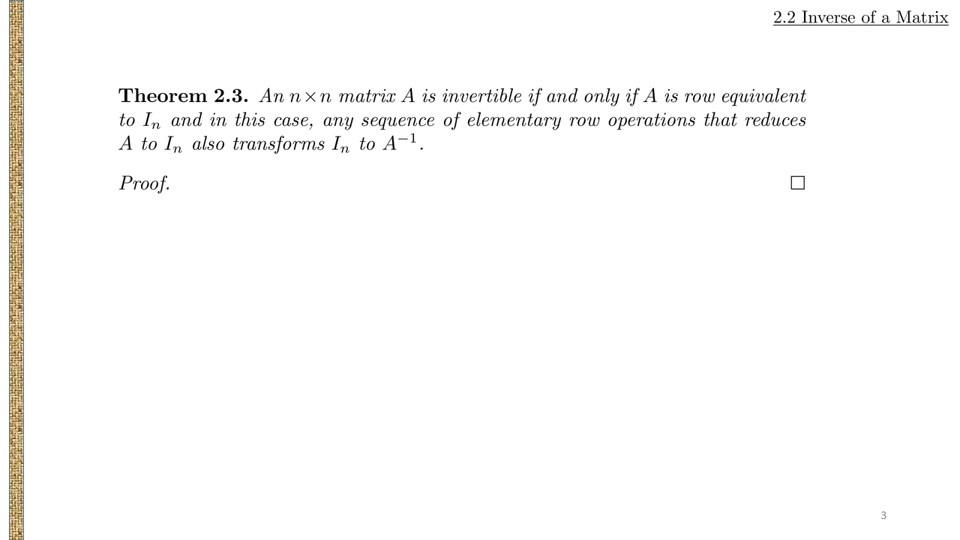 2.2 Inverse of a Matrix
Theorem 2.3. An n×n matrix A is invertible if and only if A is row equivalent
to Iₙ and in this case, any sequence of elementary row operations that reduces
A to Iₙ also transforms Iₙ to A⁻¹.
Proof. □
3